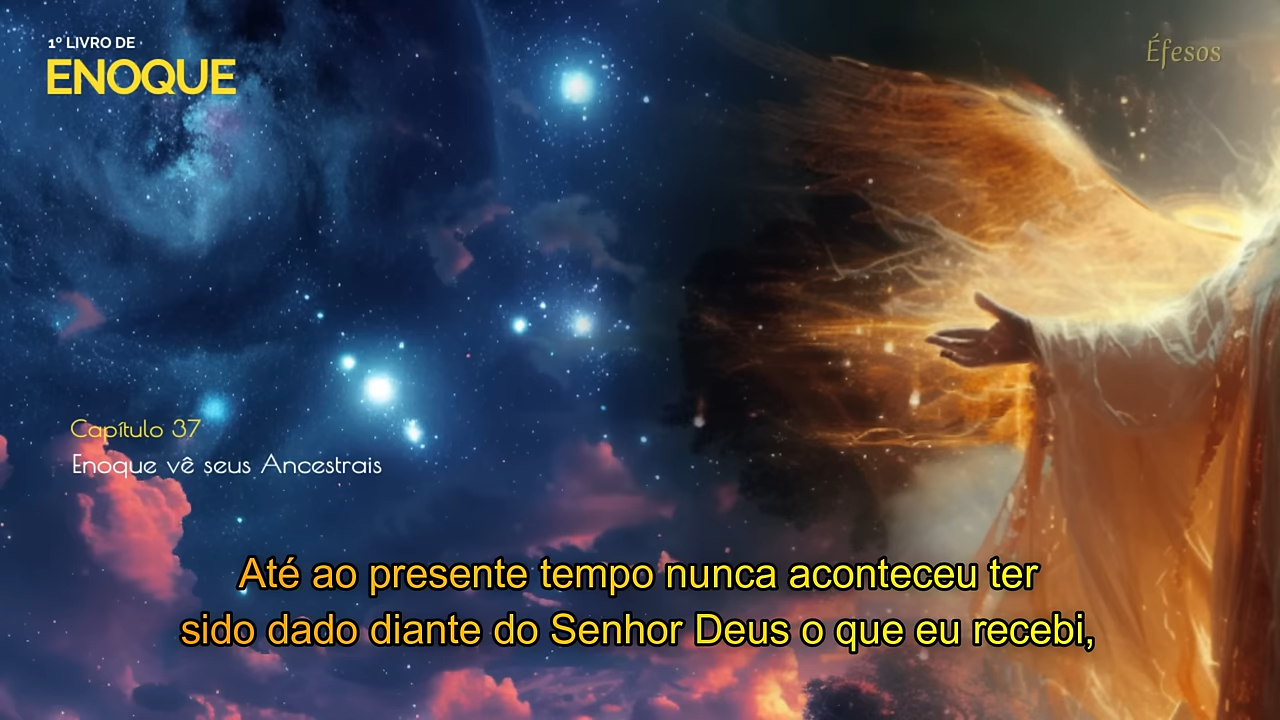 1º LIVRO DE
ENOQUE
Éfesos
Capítulo 37
Enoque vê seus Ancestrais
Até ao presente tempo nunca aconteceu ter
sido dado diante do Senhor Deus o que eu recebi,